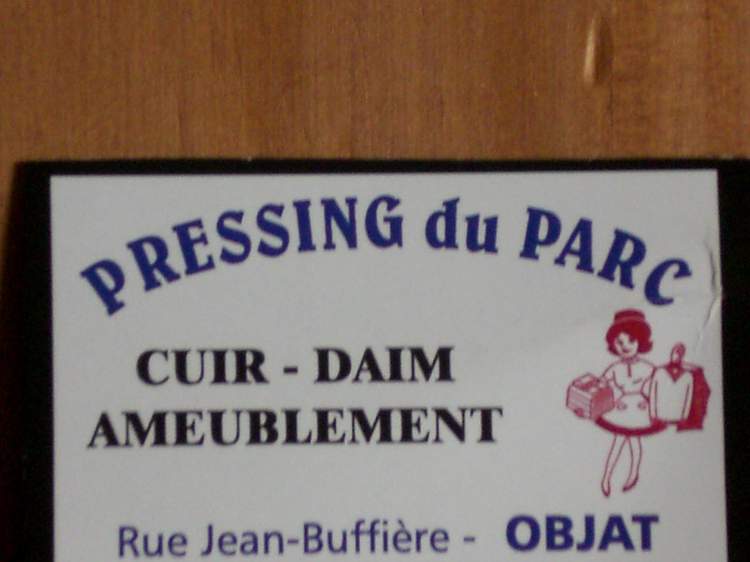 PRESSING du PARC
CUIR - DAIM
AMEUBLEMENT
Rue Jean-Buffière - OBJAT